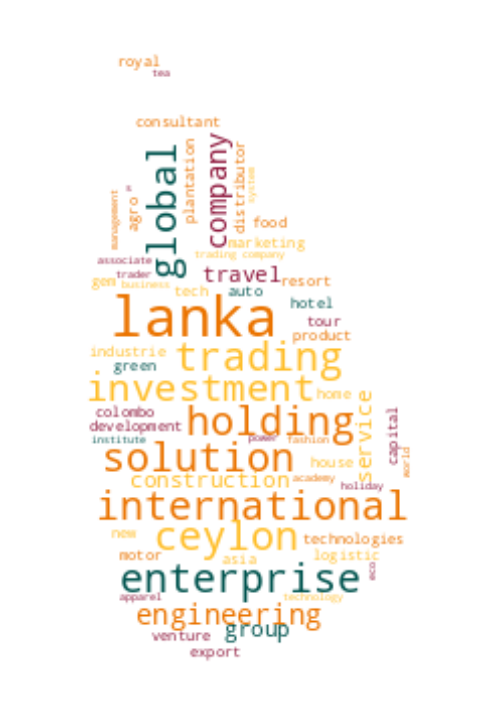 royal
tea
consultant
global
company
plantation
distributor
system
management
agro
food
marketing
trading company
associate
trader
travel
resort
gem
business
tech
auto
hotel
lanka
tour
product
industrie
trading
green
investment
home
colombo
holding
service
capital
development
institute
power
fashion
world
solution
house
construction
academy
holiday
international
new
ceylon
technologies
motor
asia
logistic
eco
enterprise
apparel
technology
engineering
venture
group
export